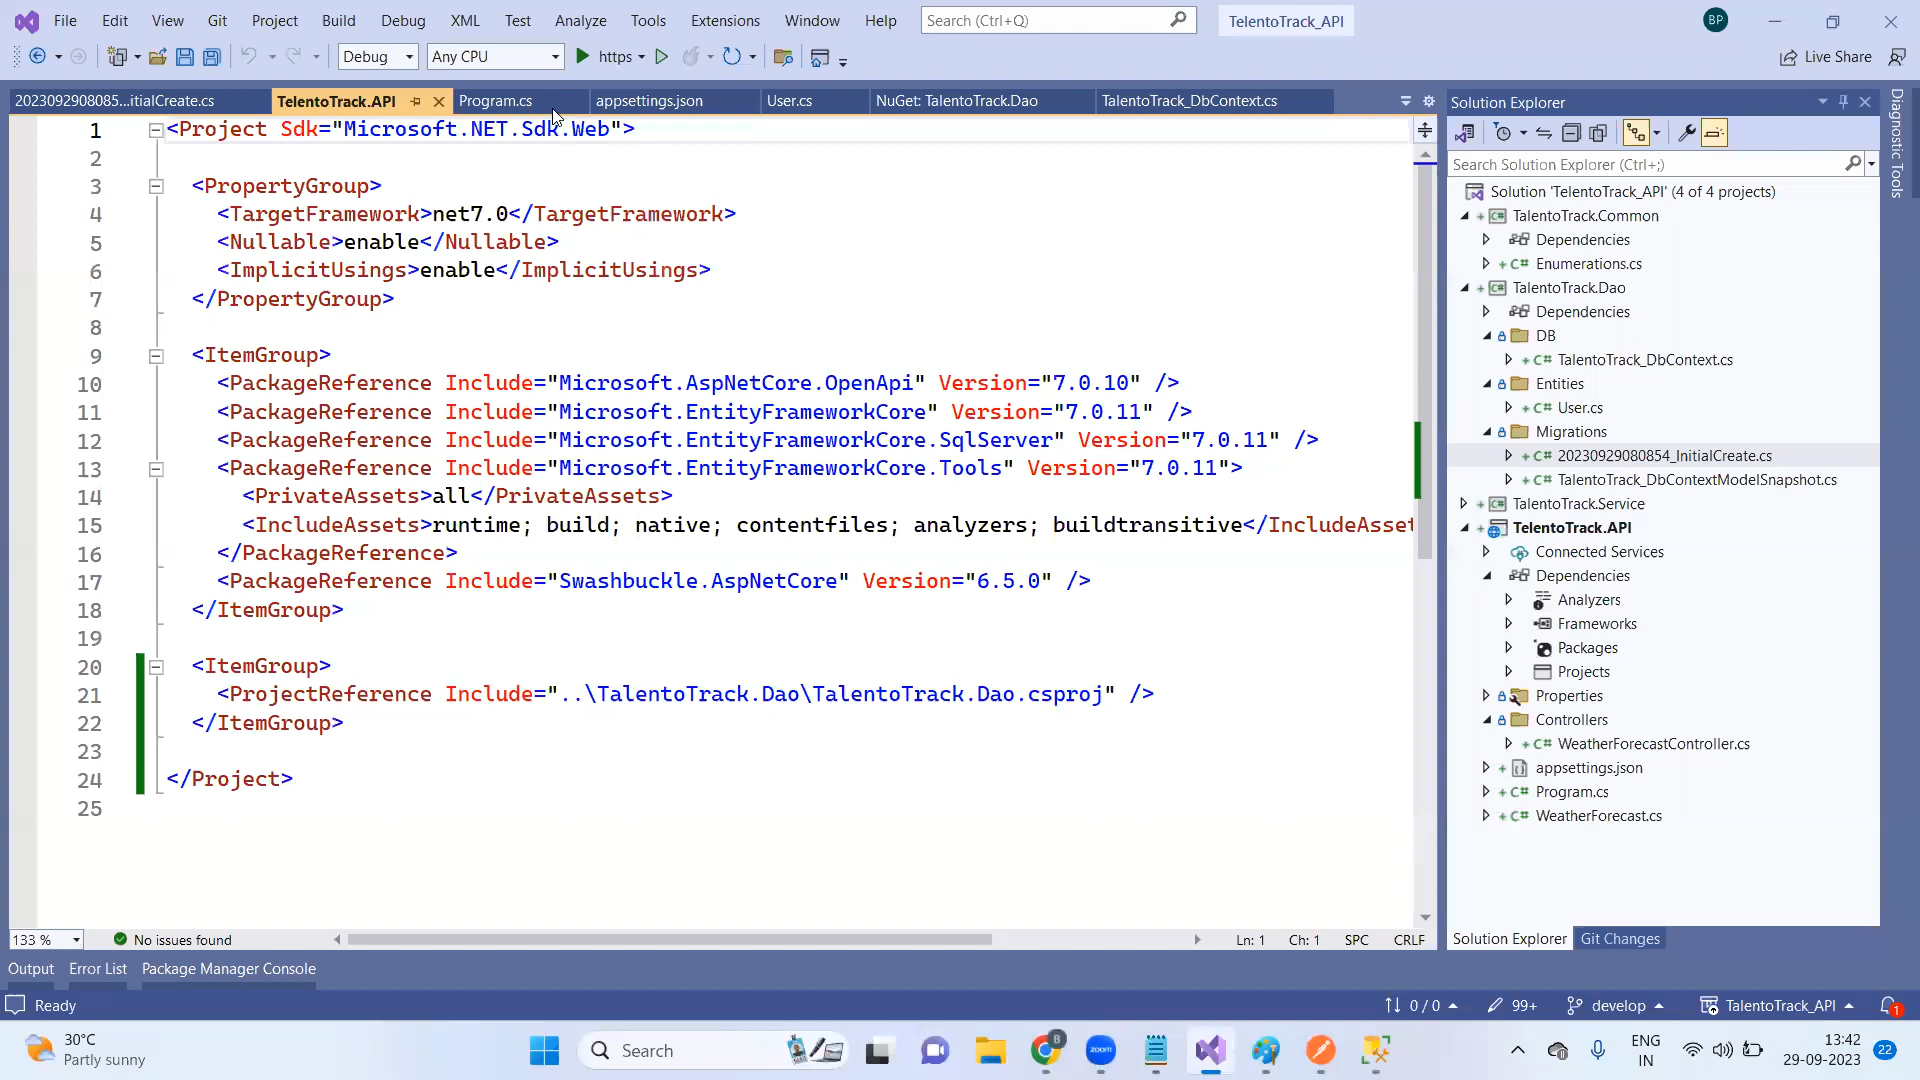 File Edit View Git Project Build Debug XML Test Analyze Tools Extensions Window Help Search (Ctrl+Q) TelentoTrack_API BP
Debug Any CPU https Live Share
2023092908085...itialCreate.cs TelentoTrack.API Program.cs appsettings.json User.cs NuGet: TalentoTrack.Dao TalentoTrack_DbContext.cs
1 <Project Sdk="Microsoft.NET.Sdk.Web">
2
3 <PropertyGroup>
4 <TargetFramework>net7.0</TargetFramework>
5 <Nullable>enable</Nullable>
6 <ImplicitUsings>enable</ImplicitUsings>
7 </PropertyGroup>
8
9 <ItemGroup>
10 <PackageReference Include="Microsoft.AspNetCore.OpenApi" Version="7.0.10" />
11 <PackageReference Include="Microsoft.EntityFrameworkCore" Version="7.0.11" />
12 <PackageReference Include="Microsoft.EntityFrameworkCore.SqlServer" Version="7.0.11" />
13 <PackageReference Include="Microsoft.EntityFrameworkCore.Tools" Version="7.0.11">
14 <PrivateAssets>all</PrivateAssets>
15 <IncludeAssets>runtime; build; native; contentfiles; analyzers; buildtransitive</IncludeAsset
16 </PackageReference>
17 <PackageReference Include="Swashbuckle.AspNetCore" Version="6.5.0" />
18 </ItemGroup>
19
20 <ItemGroup>
21 <ProjectReference Include="..\TalentoTrack.Dao\TalentoTrack.Dao.csproj" />
22 </ItemGroup>
23
24 </Project>
25
133 % No issues found Ln: 1 Ch: 1 SPC CRLF
Solution Explorer
Search Solution Explorer (Ctrl+;)
Solution 'TelentoTrack_API' (4 of 4 projects)
TalentoTrack.Common
Dependencies
C# Enumerations.cs
TalentoTrack.Dao
Dependencies
DB
C# TalentoTrack_DbContext.cs
Entities
C# User.cs
Migrations
C# 20230929080854_InitialCreate.cs
C# TalentoTrack_DbContextModelSnapshot.cs
TalentoTrack.Service
TelentoTrack.API
Connected Services
Dependencies
Analyzers
Frameworks
Packages
Projects
Properties
Controllers
C# WeatherForecastController.cs
appsettings.json
C# Program.cs
C# WeatherForecast.cs
Solution Explorer Git Changes
Diagnostic Tools
Output Error List Package Manager Console
Ready 0 / 0 99+ develop TalentoTrack_API 1
30°C
Partly sunny
Search
B
zoom
ENG
IN
13:42
29-09-2023
22